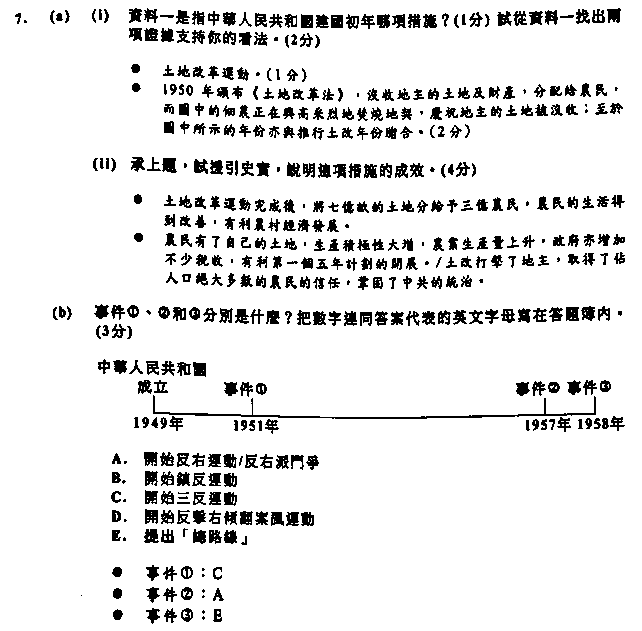 7. (a) (i) 資料一是指中華人民共和國建國初年哪項措施？(1分) 試從資料一找出兩
項證據支持你的看法。(2分)
● 土地改革運動。(1分)
● 1950 年頒布《土地改革法》，沒收地主的土地及財產，分配給農民，
而圖中的佃農正在興高采烈地焚燒地契，慶祝地主的土地被沒收；至於
圖中所示的年份亦與推行土改年份吻合。(2分)
(ii) 承上題，試援引史實，說明該項措施的成效。(4分)
● 土地改革運動完成後，將七億畝的土地分給予三億農民，農民的生活得
到改善，有利農村經濟發展。
● 農民有了自己的土地，生產積極性大增，農業生產量上升，政府亦增加
不少稅收，有利第一個五年計劃的開展。/土改打擊了地主，取得了佔
人口絕大多數的農民的信任，鞏固了中共的統治。
(b) 事件①、②和③分別是什麼？把數字連同答案代表的英文字母寫在答題簿內。
(3分)
中華人民共和國
成立 事件① 事件② 事件③
1949年 1951年 1957年 1958年
A. 開始反右運動/反右派鬥爭
B. 開始鎮反運動
C. 開始三反運動
D. 開始反擊右傾翻案風運動
E. 提出「總路線」
● 事件①：C
● 事件②：A
● 事件③：E